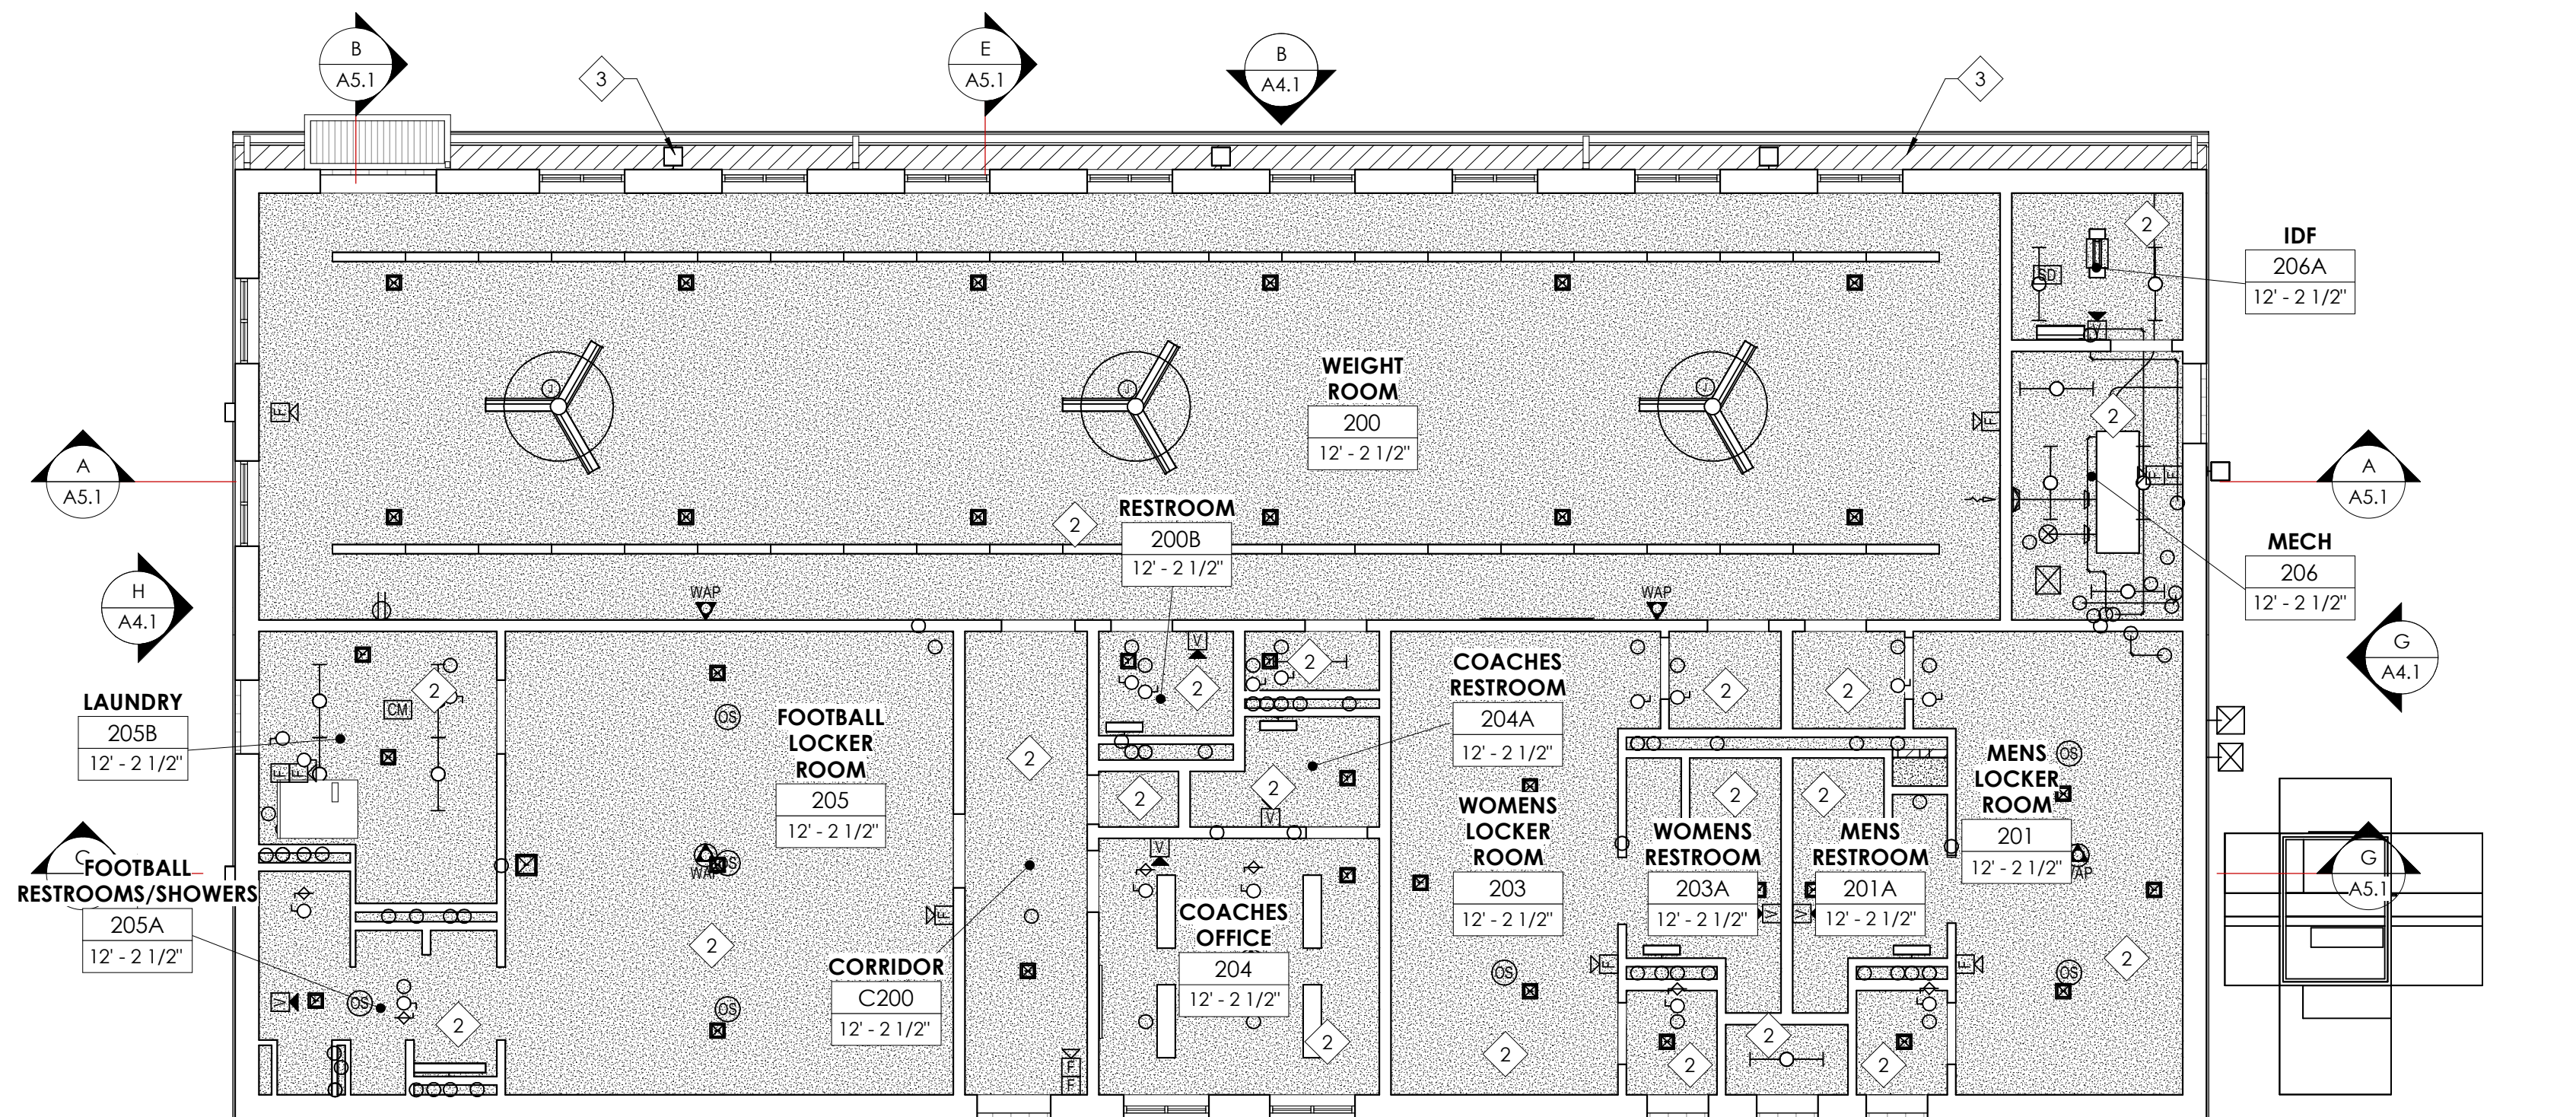 B
A5.1
3
E
A5.1
B
A4.1
3
2
IDF
206A
12' - 2 1/2"
SD
V
WEIGHT
ROOM
200
12' - 2 1/2"
J
J
J
F
F
2
A
A5.1
A
A5.1
F
F
RESTROOM
200B
12' - 2 1/2"
2
MECH
206
12' - 2 1/2"
H
A4.1
WAP
WAP
G
A4.1
LAUNDRY
205B
12' - 2 1/2"
2
CM
F
F
OS
FOOTBALL
LOCKER
ROOM
205
12' - 2 1/2"
V
2
2
2
2
2
V
COACHES
RESTROOM
204A
12' - 2 1/2"
2
2
2
2
MENS
LOCKER
ROOM
201
12' - 2 1/2"
OS
WOMENS
LOCKER
ROOM
203
12' - 2 1/2"
WOMENS
RESTROOM
203A
12' - 2 1/2"
V
MENS
RESTROOM
201A
12' - 2 1/2"
V
G
A5.1
FOOTBALL
RESTROOMS/SHOWERS
205A
12' - 2 1/2"
V
OS
2
OS
2
OS
F
CORRIDOR
C200
12' - 2 1/2"
F
F
V
COACHES
OFFICE
204
12' - 2 1/2"
2
OS
F
2
2
2
2
F
OS
2